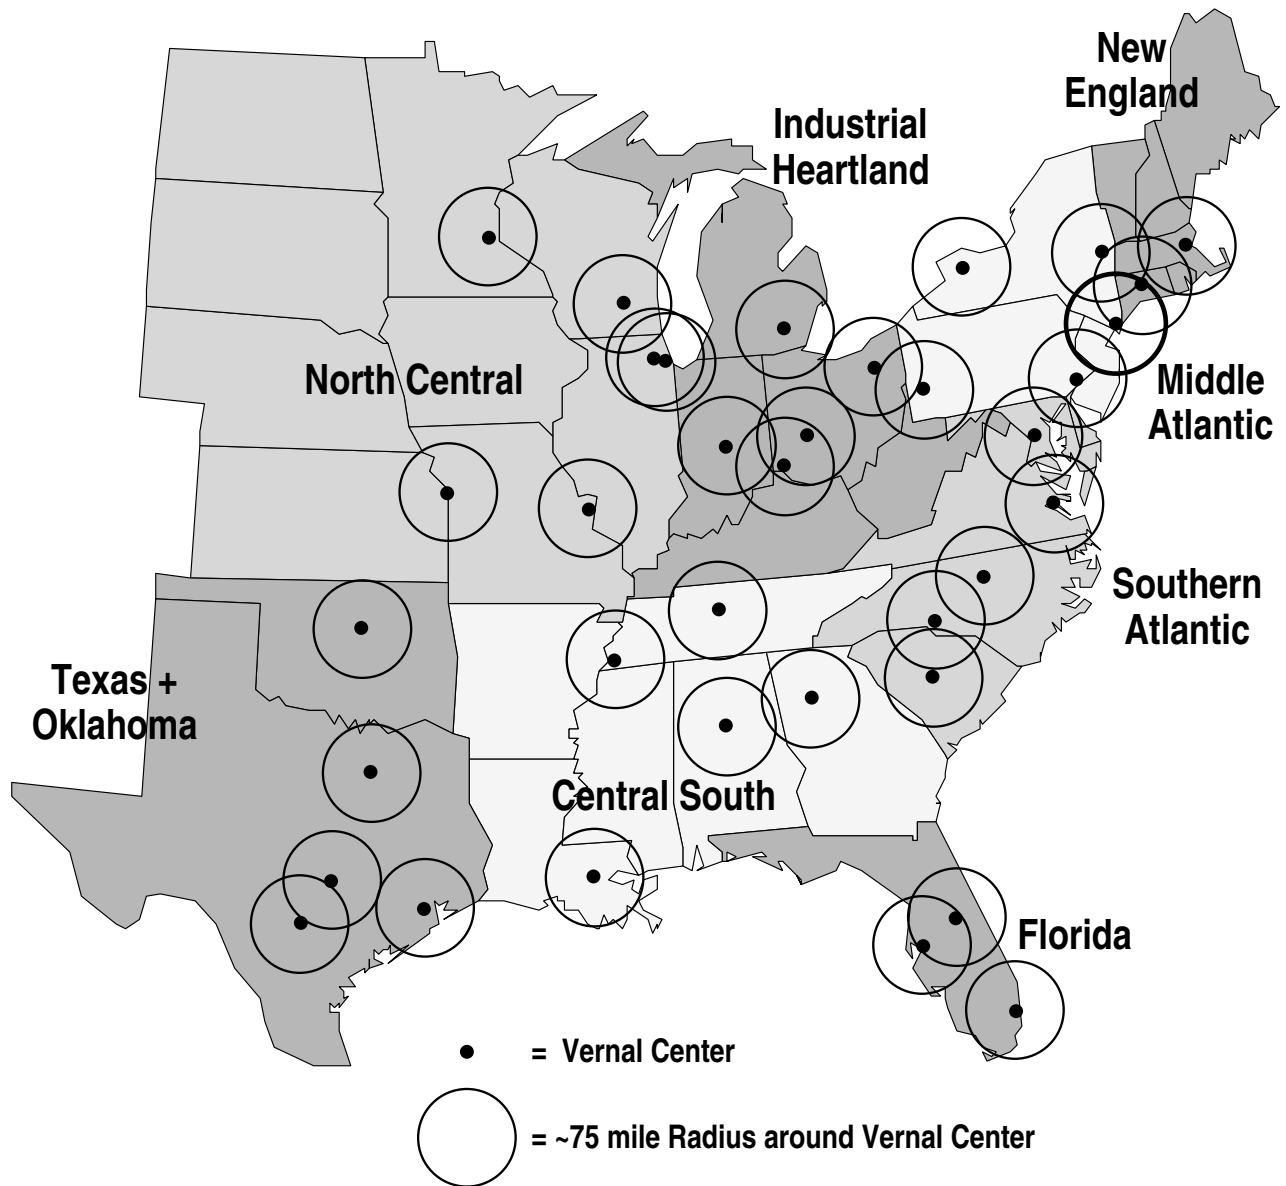 New
England
Industrial
Heartland
North Central
Middle
Atlantic
Southern
Atlantic
Texas +
Oklahoma
Central South
Florida
= Vernal Center
= ~75 mile Radius around Vernal Center